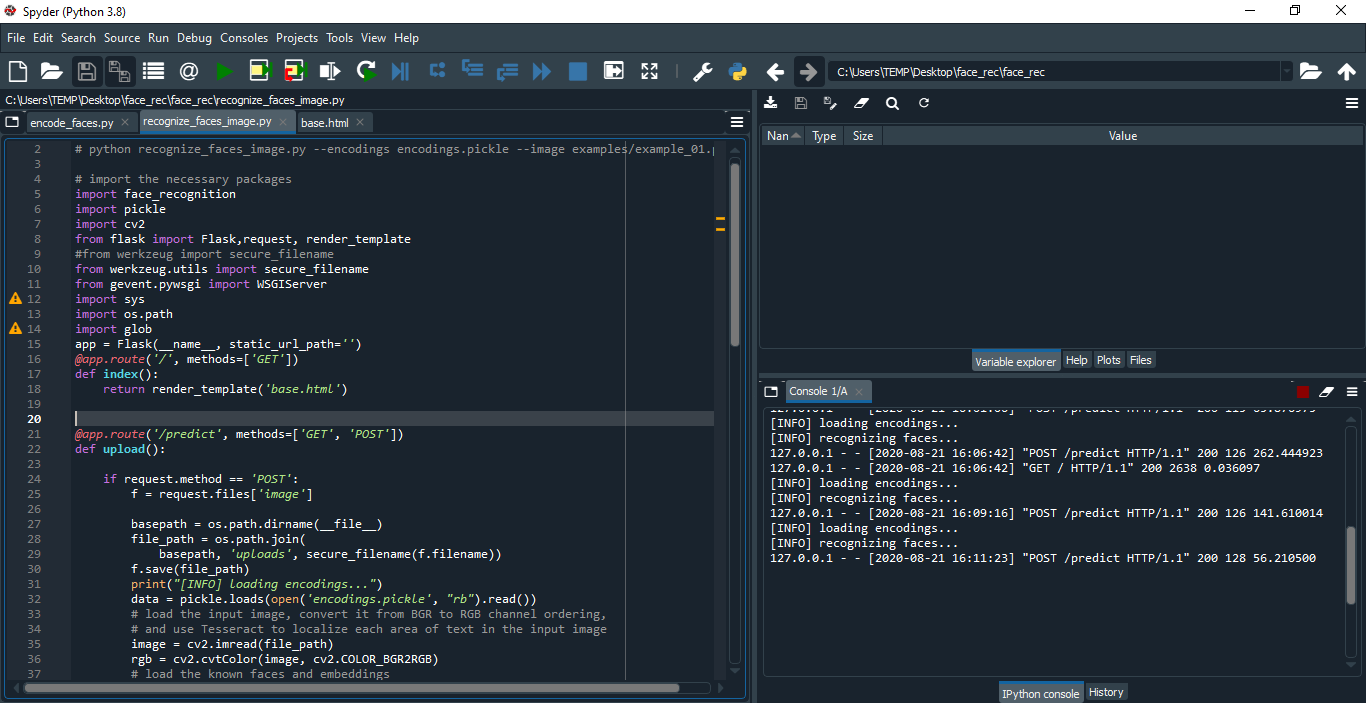 Spyder (Python 3.8)
File Edit Search Source Run Debug Consoles Projects Tools View Help
C:\Users\TEMP\Desktop\face_rec\face_rec
C:\Users\TEMP\Desktop\face_rec\face_rec\recognize_faces_image.py
encode_faces.py recognize_faces_image.py base.html
2 # python recognize_faces_image.py --encodings encodings.pickle --image examples/example_01.p
3
4 # import the necessary packages
5 import face_recognition
6 import pickle
7 import cv2
8 from flask import Flask,request, render_template
9 #from werkzeug import secure_filename
10 from werkzeug.utils import secure_filename
11 from gevent.pywsgi import WSGIServer
12 import sys
13 import os.path
14 import glob
15 app = Flask(__name__, static_url_path='')
16 @app.route('/', methods=['GET'])
17 def index():
18 return render_template('base.html')
19
20
21 @app.route('/predict', methods=['GET', 'POST'])
22 def upload():
23
24 if request.method == 'POST':
25 f = request.files['image']
26
27 basepath = os.path.dirname(__file__)
28 file_path = os.path.join(
29 basepath, 'uploads', secure_filename(f.filename))
30 f.save(file_path)
31 print("[INFO] loading encodings...")
32 data = pickle.loads(open('encodings.pickle', "rb").read())
33 # load the input image, convert it from BGR to RGB channel ordering,
34 # and use Tesseract to localize each area of text in the input image
35 image = cv2.imread(file_path)
36 rgb = cv2.cvtColor(image, cv2.COLOR_BGR2RGB)
37 # load the known faces and embeddings
Nan Type Size Value
Variable explorer Help Plots Files
Console 1/A
[INFO] loading encodings...
[INFO] recognizing faces...
127.0.0.1 - - [2020-08-21 16:06:42] "POST /predict HTTP/1.1" 200 126 262.444923
127.0.0.1 - - [2020-08-21 16:06:42] "GET / HTTP/1.1" 200 2638 0.036097
[INFO] loading encodings...
[INFO] recognizing faces...
127.0.0.1 - - [2020-08-21 16:09:16] "POST /predict HTTP/1.1" 200 126 141.610014
[INFO] loading encodings...
[INFO] recognizing faces...
127.0.0.1 - - [2020-08-21 16:11:23] "POST /predict HTTP/1.1" 200 128 56.210500
IPython console History